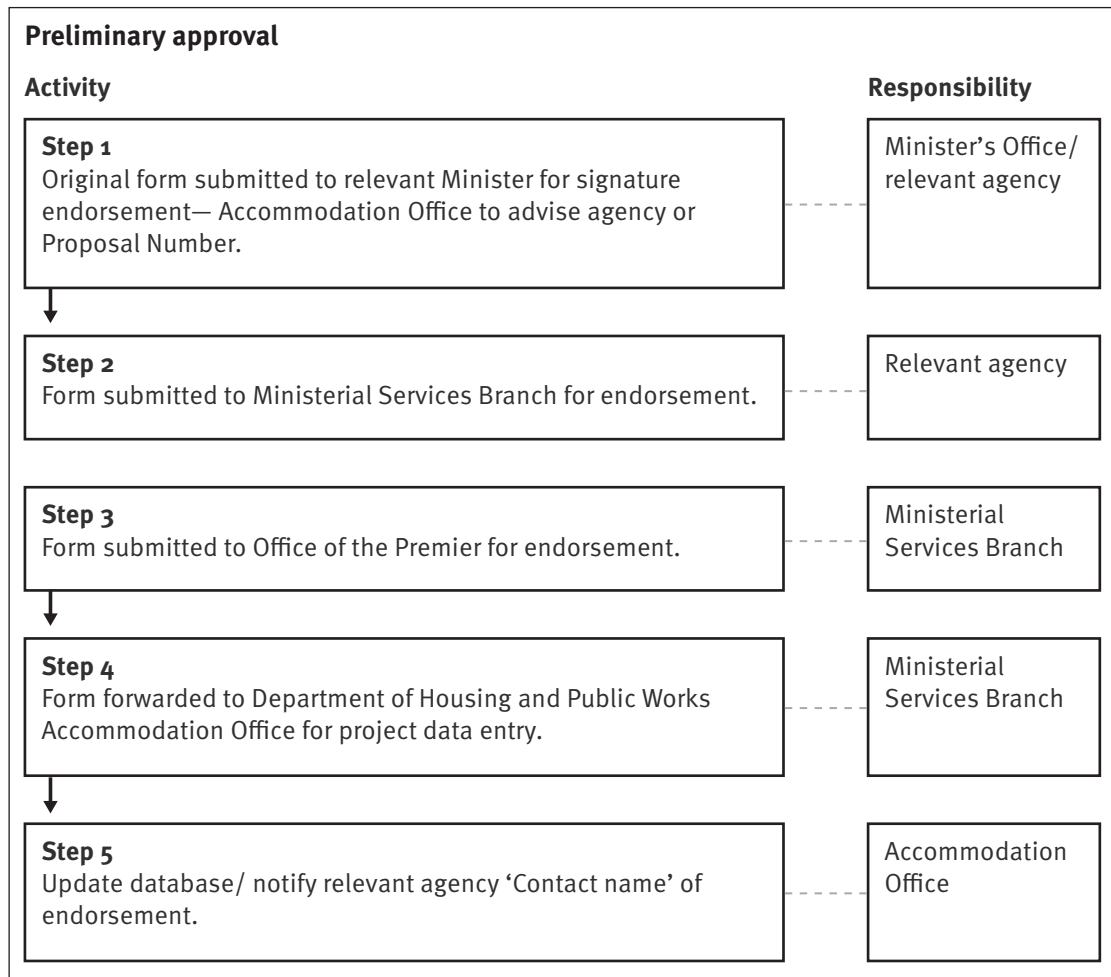 Preliminary approval
Activity
Responsibility
Step 1
Original form submitted to relevant Minister for signature
endorsement— Accommodation Office to advise agency or
Proposal Number.
Minister’s Office/
relevant agency
Step 2
Form submitted to Ministerial Services Branch for endorsement.
Relevant agency
Step 3
Form submitted to Office of the Premier for endorsement.
Ministerial
Services Branch
Step 4
Form forwarded to Department of Housing and Public Works
Accommodation Office for project data entry.
Ministerial
Services Branch
Step 5
Update database/ notify relevant agency ‘Contact name’ of
endorsement.
Accommodation
Office